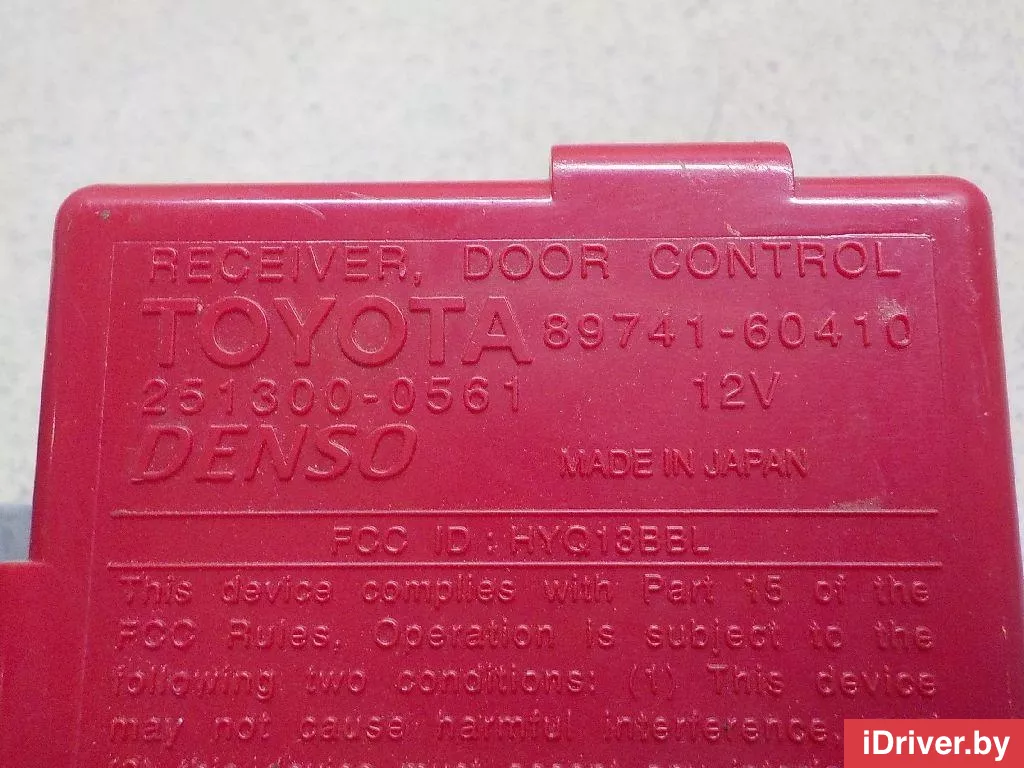 RECEIVER, DOOR CONTROL
TOYOTA 89741-60410
251300-0561 12V
DENSO MADE IN JAPAN
FCC ID : HYQ13BBL
This device complies with Part 15 of the
FCC Rules, Operation is subject to the
following two conditions: (1) This device
may not cause harmful interference.
iDriver.by